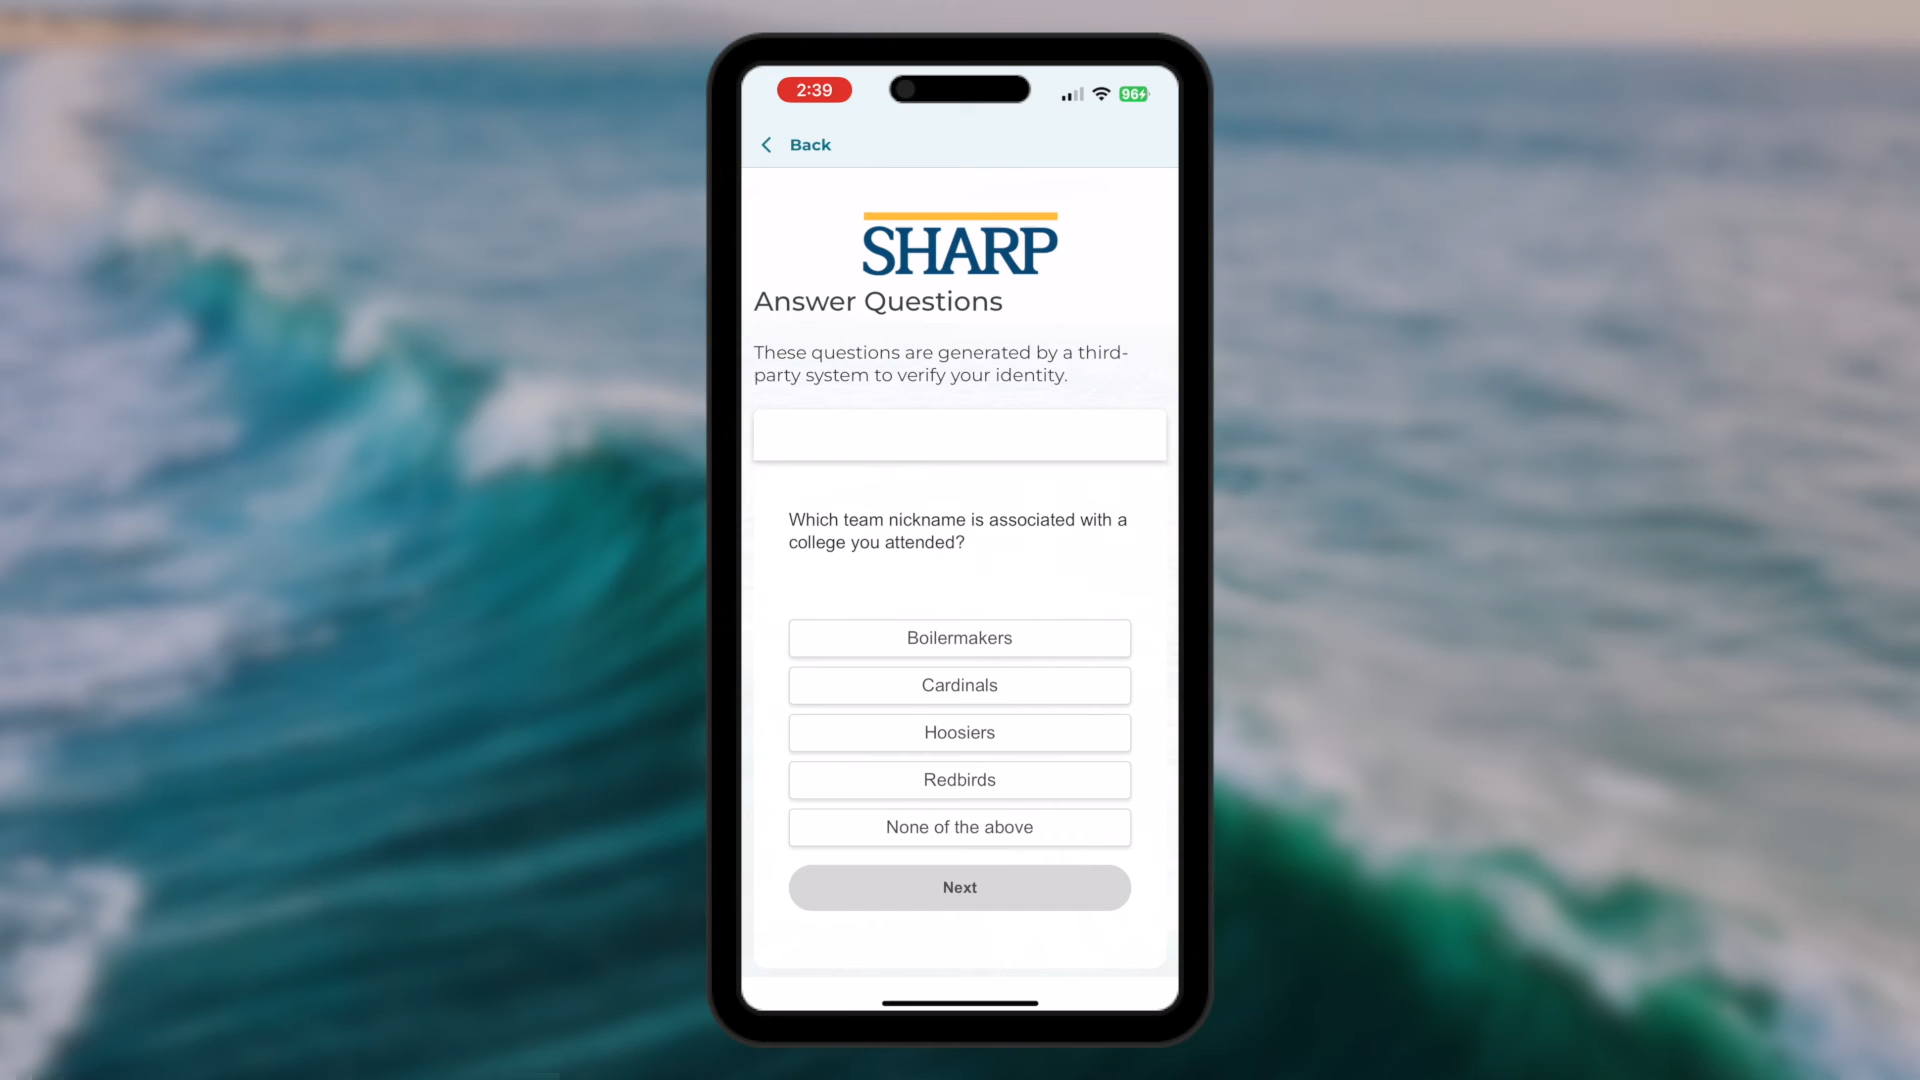 2:39
96
Back
SHARP
Answer Questions
These questions are generated by a third-
party system to verify your identity.
Which team nickname is associated with a
college you attended?
Boilermakers
Cardinals
Hoosiers
Redbirds
None of the above
Next